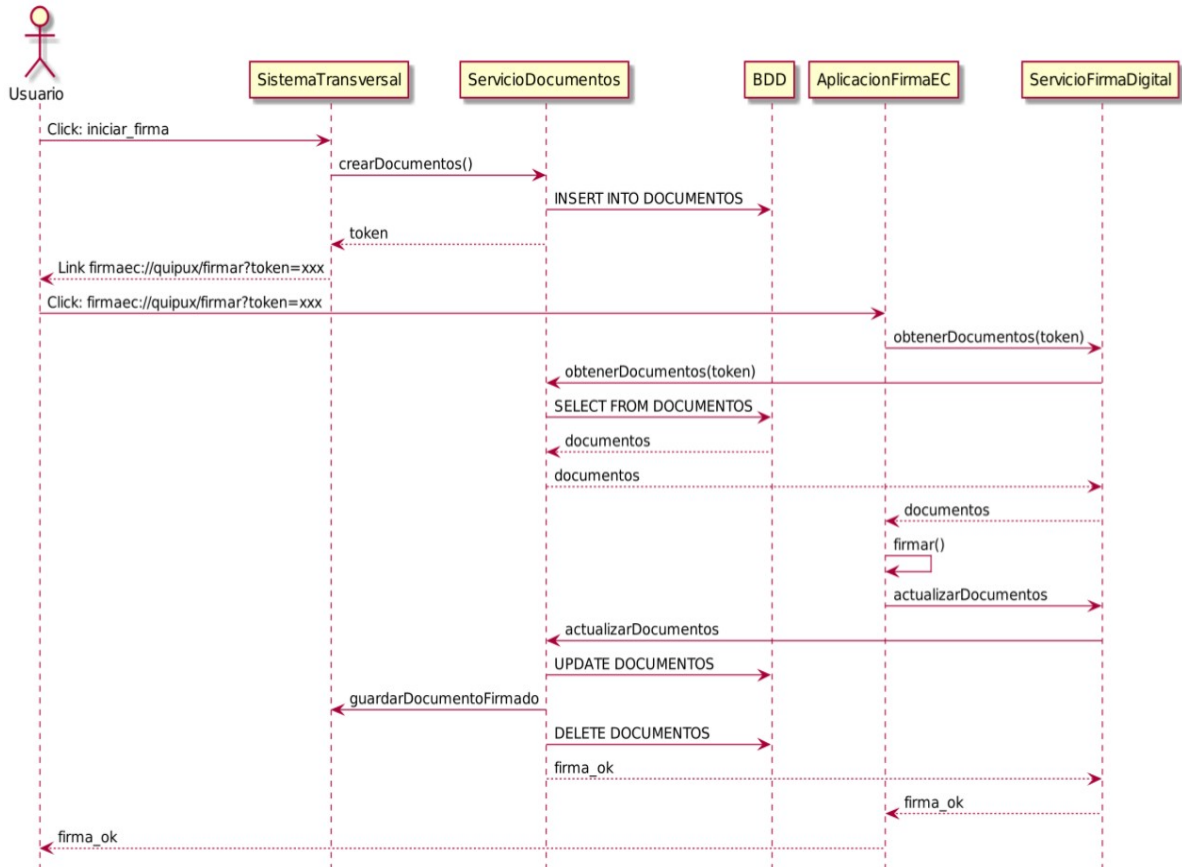 Usuario
SistemaTransversal
ServicioDocumentos
BDD
AplicacionFirmaEC
ServicioFirmaDigital
Click: iniciar_firma
crearDocumentos()
INSERT INTO DOCUMENTOS
token
Link firmaec://quipux/firmar?token=xxx
Click: firmaec://quipux/firmar?token=xxx
obtenerDocumentos(token)
obtenerDocumentos(token)
SELECT FROM DOCUMENTOS
documentos
documentos
documentos
firmar()
actualizarDocumentos
actualizarDocumentos
UPDATE DOCUMENTOS
guardarDocumentoFirmado
DELETE DOCUMENTOS
firma_ok
firma_ok
firma_ok